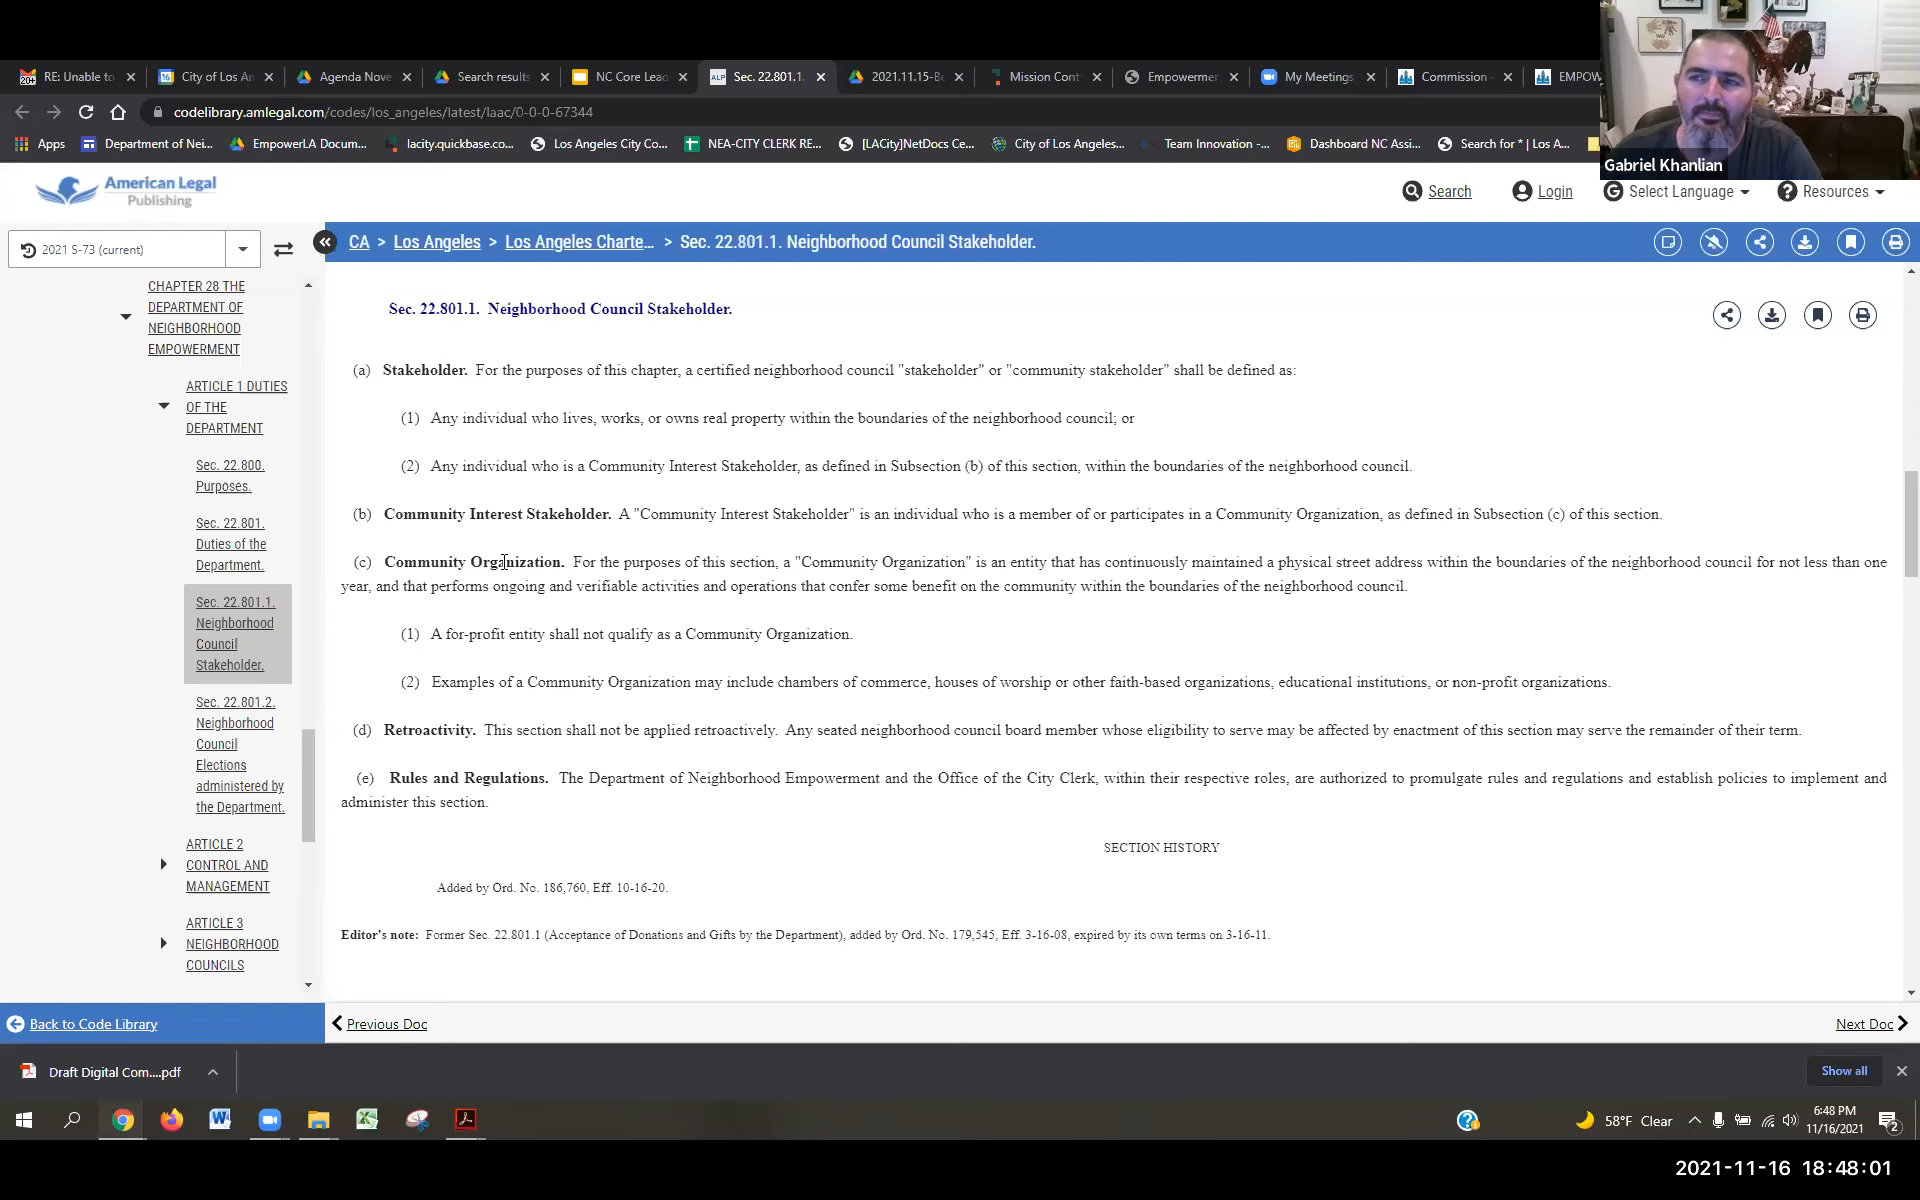 RE: Unable to
City of Los An
Agenda Nove
Search results
NC Core Lea
Sec. 22.801.1.
2021.11.15-Bo
Mission Cont
Empowermen
My Meetings
Commission -
EMPOW
codelibrary.amlegal.com/codes/los_angeles/latest/laac/0-0-0-67344
Apps
Department of Nei...
EmpowerLA Docum...
lacity.quickbase.co...
Los Angeles City Co...
NEA-CITY CLERK RE...
[LACity]NetDocs Ce...
City of Los Angeles...
Team Innovation -...
Dashboard NC Assi...
Search for * | Los A...
Gabriel Khanlian
American Legal
Publishing
Search
Login
Select Language
Resources
2021 S-73 (current)
CA > Los Angeles > Los Angeles Charte... > Sec. 22.801.1. Neighborhood Council Stakeholder.
CHAPTER 28 THE
DEPARTMENT OF
NEIGHBORHOOD
EMPOWERMENT
ARTICLE 1 DUTIES
OF THE
DEPARTMENT
Sec. 22.800.
Purposes.
Sec. 22.801.
Duties of the
Department.
Sec. 22.801.1.
Neighborhood
Council
Stakeholder.
Sec. 22.801.2.
Neighborhood
Council
Elections
administered by
the Department.
ARTICLE 2
CONTROL AND
MANAGEMENT
ARTICLE 3
NEIGHBORHOOD
COUNCILS
Sec. 22.801.1. Neighborhood Council Stakeholder.
(a) Stakeholder. For the purposes of this chapter, a certified neighborhood council "stakeholder" or "community stakeholder" shall be defined as:
(1) Any individual who lives, works, or owns real property within the boundaries of the neighborhood council; or
(2) Any individual who is a Community Interest Stakeholder, as defined in Subsection (b) of this section, within the boundaries of the neighborhood council.
(b) Community Interest Stakeholder. A "Community Interest Stakeholder" is an individual who is a member of or participates in a Community Organization, as defined in Subsection (c) of this section.
(c) Community Organization. For the purposes of this section, a "Community Organization" is an entity that has continuously maintained a physical street address within the boundaries of the neighborhood council for not less than one
year, and that performs ongoing and verifiable activities and operations that confer some benefit on the community within the boundaries of the neighborhood council.
(1) A for-profit entity shall not qualify as a Community Organization.
(2) Examples of a Community Organization may include chambers of commerce, houses of worship or other faith-based organizations, educational institutions, or non-profit organizations.
(d) Retroactivity. This section shall not be applied retroactively. Any seated neighborhood council board member whose eligibility to serve may be affected by enactment of this section may serve the remainder of their term.
(e) Rules and Regulations. The Department of Neighborhood Empowerment and the Office of the City Clerk, within their respective roles, are authorized to promulgate rules and regulations and establish policies to implement and
administer this section.
SECTION HISTORY
Added by Ord. No. 186,760, Eff. 10-16-20.
Editor's note: Former Sec. 22.801.1 (Acceptance of Donations and Gifts by the Department), added by Ord. No. 179,545, Eff. 3-16-08, expired by its own terms on 3-16-11.
Back to Code Library
Previous Doc
Next Doc
Draft Digital Com....pdf
Show all
58°F Clear
6:48 PM
11/16/2021
2
2021-11-16 18:48:01